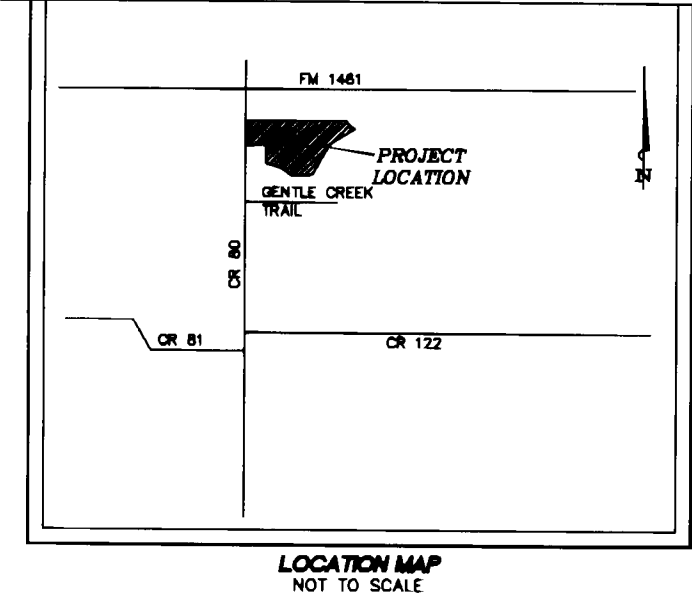 FM 1461
PROJECT
LOCATION
N
GENTLE CREEK
TRAIL
CR 80
CR 81
CR 122
LOCATION MAP
NOT TO SCALE